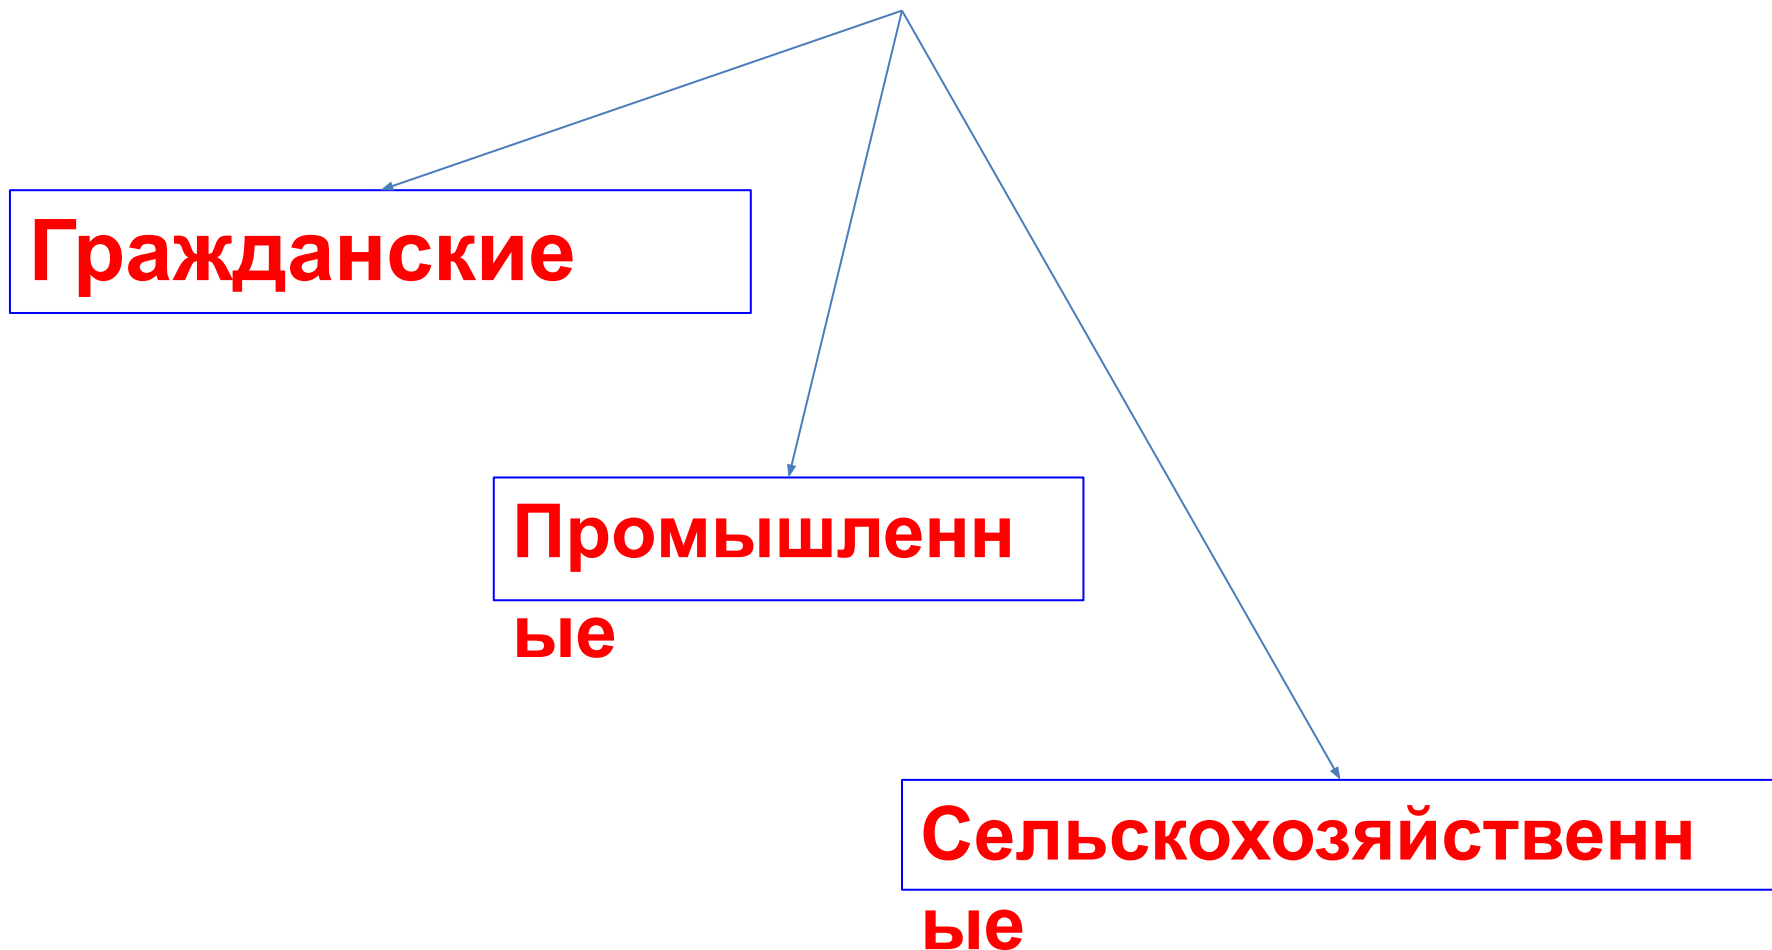 Гражданские
Промышленн
ые
Сельскохозяйственн
ые